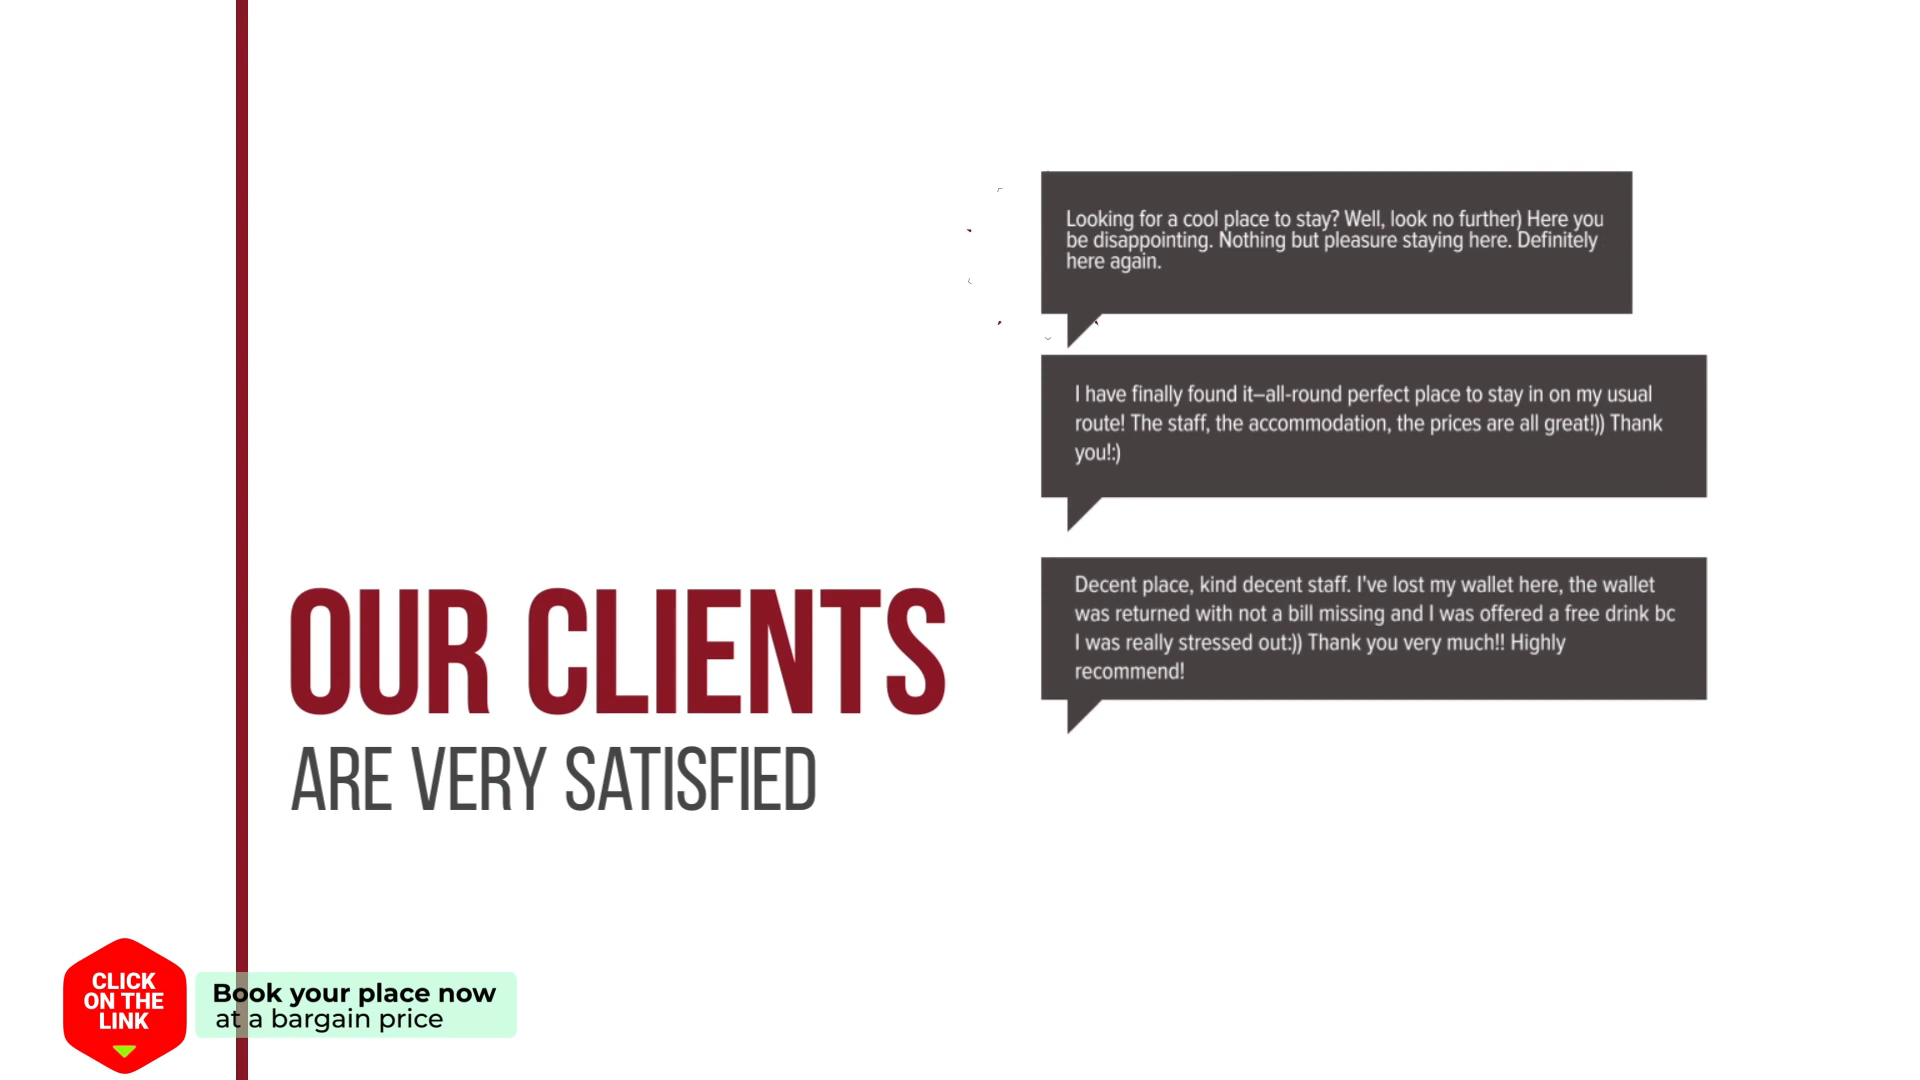 Looking for a cool place to stay? Well, look no further) Here you
be disappointing. Nothing but pleasure staying here. Definitely
here again.
I have finally found it–all-round perfect place to stay in on my usual
route! The staff, the accommodation, the prices are all great!)) Thank
you!:)
Decent place, kind decent staff. I've lost my wallet here, the wallet
was returned with not a bill missing and I was offered a free drink bc
I was really stressed out:)) Thank you very much!! Highly
recommend!
OUR CLIENTS
ARE VERY SATISFIED
CLICK
ON THE
LINK
Book your place now
at a bargain price